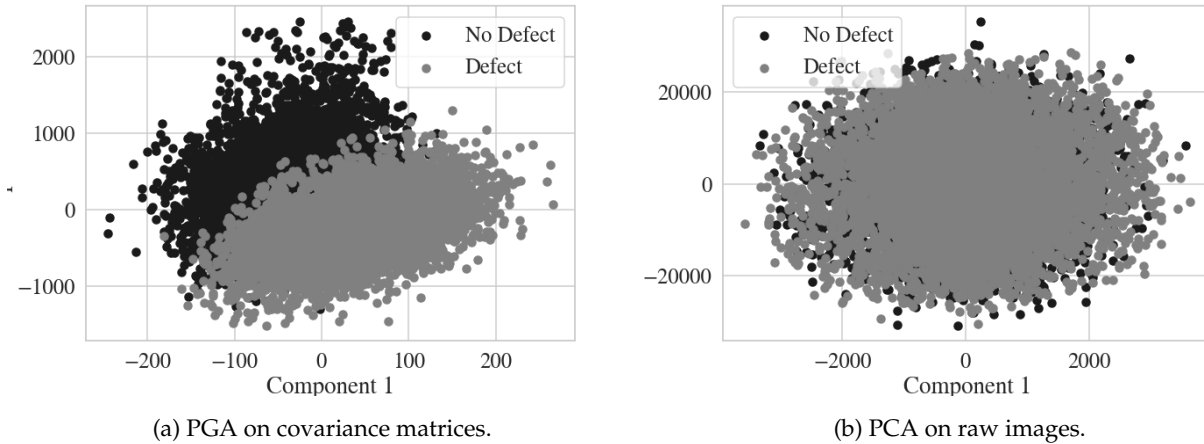 2000
1000
0
−1000
−200
−100
0
100
200
Component 1
No Defect
Defect
(a) PGA on covariance matrices.
20000
0
−20000
−2000
0
2000
Component 1
No Defect
Defect
(b) PCA on raw images.